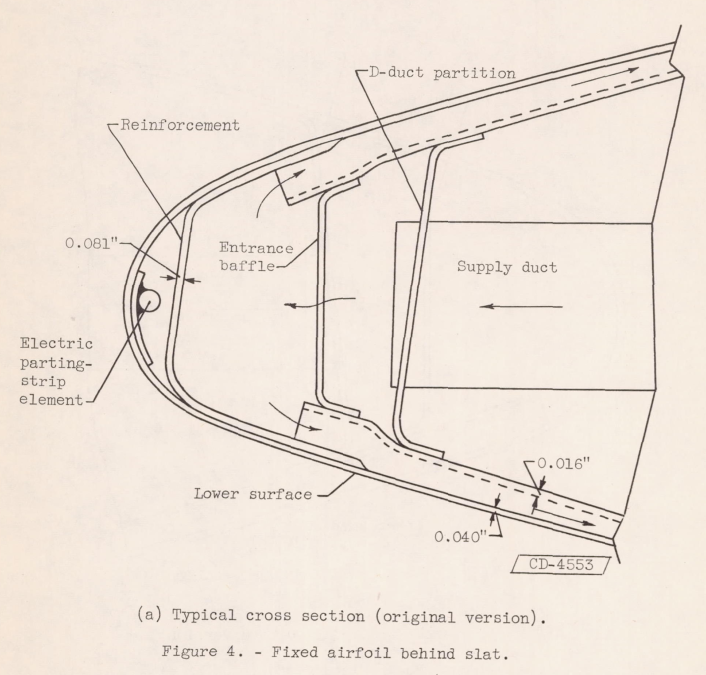 D-duct partition
Reinforcement
0.081"
Entrance
baffle
Supply duct
Electric
parting-
strip
element
0.016"
Lower surface
0.040"
CD-4553
(a) Typical cross section (original version).
Figure 4. - Fixed airfoil behind slat.